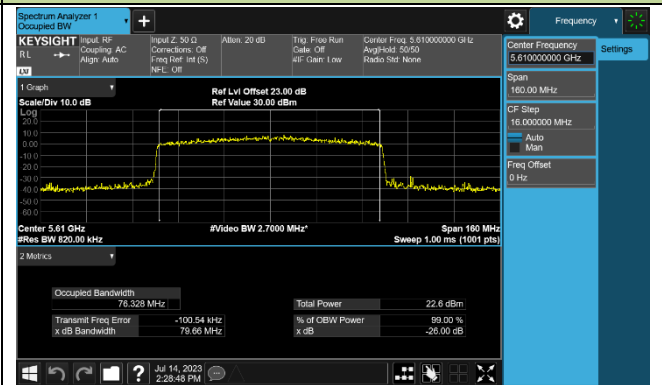 Spectrum Analyzer 1
Occupied BW
+
Frequency
KEYSIGHT
RL
LXI
Input: RF
Coupling: AC
Align: Auto
Input Z: 50 Ω
Corrections: Off
Freq Ref: Int (S)
NFE: Off
Atten: 20 dB
Trig: Free Run
Gate: Off
#IF Gain: Low
Center Freq: 5.610000000 GHz
Avg|Hold: 50/50
Radio Std: None
Center Frequency
5.610000000 GHz
Settings
Span
160.00 MHz
CF Step
16.000000 MHz
Auto
Man
Freq Offset
0 Hz
1 Graph
Scale/Div 10.0 dB
Ref Lvl Offset 23.00 dB
Ref Value 30.00 dBm
Log
20.0
10.0
0.00
-10.0
-20.0
-30.0
-40.0
-50.0
-60.0
Center 5.61 GHz
#Res BW 820.00 kHz
#Video BW 2.7000 MHz*
Span 160 MHz
Sweep 1.00 ms (1001 pts)
2 Metrics
Occupied Bandwidth
76.328 MHz
Total Power 22.6 dBm
Transmit Freq Error -100.54 kHz
% of OBW Power 99.00 %
x dB Bandwidth 79.66 MHz
x dB -26.00 dB
?
Jul 14, 2023
2:28:48 PM